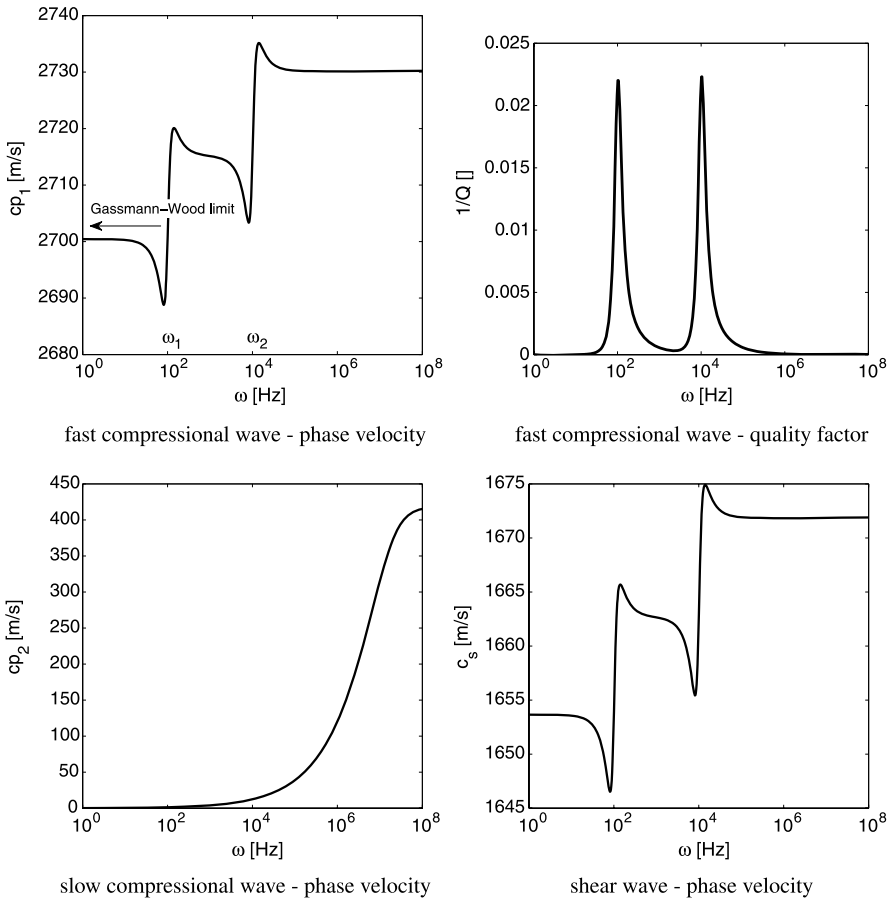 2740
2730
2720
2710
2700
2690
2680
cp1 [m/s]
Gassmann–Wood limit
ω1 ω2
10^0 10^2 10^4 10^6 10^8
ω [Hz]
fast compressional wave - phase velocity
0.025
0.02
0.015
0.01
0.005
0
1/Q []
10^0 10^2 10^4 10^6 10^8
ω [Hz]
fast compressional wave - quality factor
450
400
350
300
250
200
150
100
50
0
cp2 [m/s]
10^0 10^2 10^4 10^6 10^8
ω [Hz]
slow compressional wave - phase velocity
1675
1670
1665
1660
1655
1650
1645
c_s [m/s]
10^0 10^2 10^4 10^6 10^8
ω [Hz]
shear wave - phase velocity